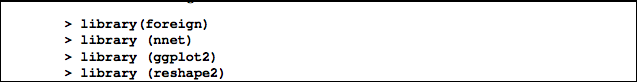 > library(foreign)
> library (nnet)
> library (ggplot2)
> library (reshape2)